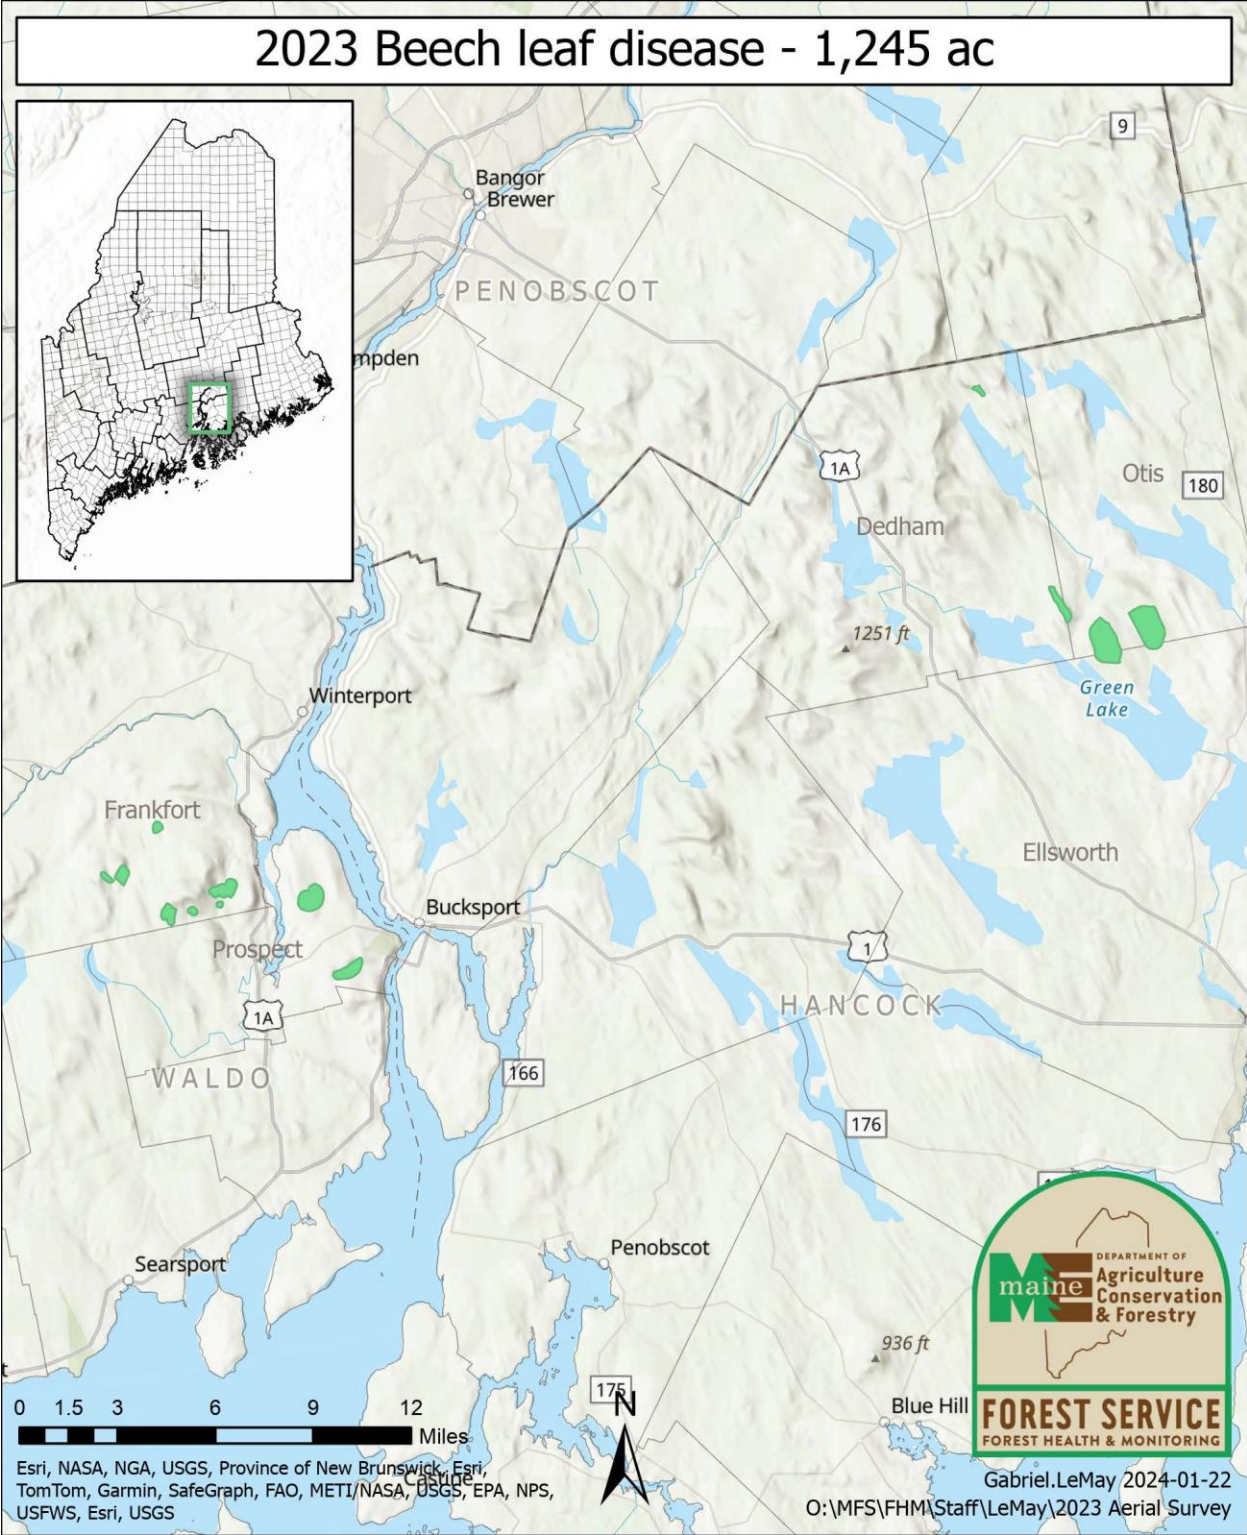 2023 Beech leaf disease - 1,245 ac
9
Bangor
Brewer
PENOBSCOT
mpden
1A
Otis
180
Dedham
1251 ft
Green
Lake
Winterport
Frankfort
Ellsworth
Bucksport
Prospect
1
1A
HANCOCK
WALDO
166
176
Penobscot
Searsport
936 ft
t
175
N
Blue Hill
0 1.5 3 6 9 12
Miles
Castine
Esri, NASA, NGA, USGS, Province of New Brunswick, Esri,
TomTom, Garmin, SafeGraph, FAO, METI/NASA, USGS, EPA, NPS,
USFWS, Esri, USGS
maine
DEPARTMENT OF
Agriculture
Conservation
& Forestry
FOREST SERVICE
FOREST HEALTH & MONITORING
Gabriel.LeMay 2024-01-22
O:\MFS\FHM\Staff\LeMay\2023 Aerial Survey